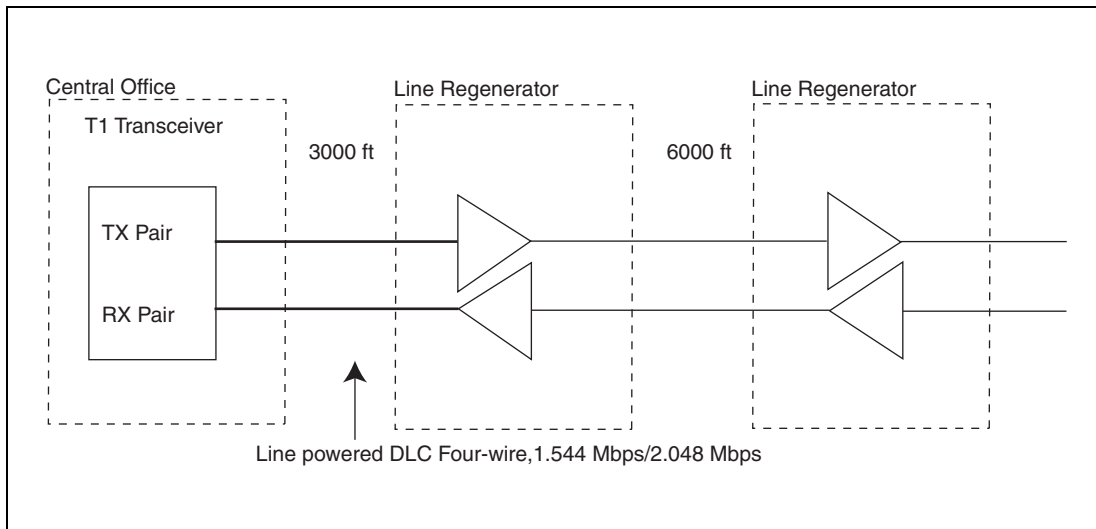 Central Office
Line Regenerator
Line Regenerator
T1 Transceiver
3000 ft
6000 ft
TX Pair
RX Pair
Line powered DLC Four-wire,1.544 Mbps/2.048 Mbps